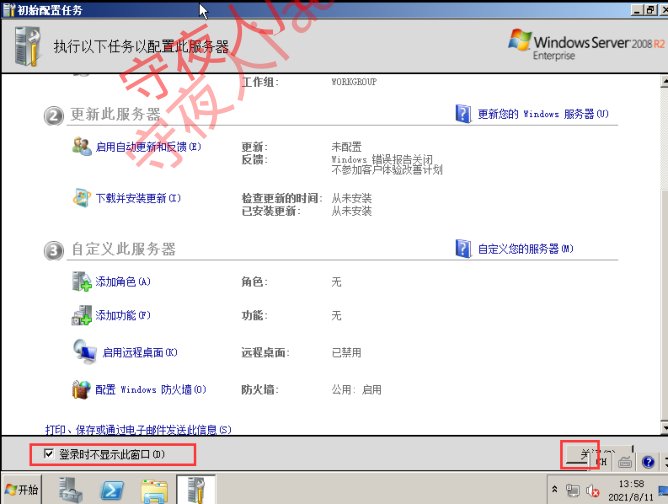 初始配置任务
执行以下任务以配置此服务器
Windows Server 2008 R2
Enterprise
守夜人
守夜人
工作组: WORKGROUP
2 更新此服务器 更新您的 Windows 服务器(U)
启用自动更新和反馈(E) 更新: 未配置
反馈: Windows 错误报告关闭
不参加客户体验改善计划
下载并安装更新(I) 检查更新的时间: 从未安装
已安装更新: 从未安装
3 自定义此服务器 自定义您的服务器(M)
添加角色(A) 角色: 无
添加功能(F) 功能: 无
启用远程桌面(K) 远程桌面: 已禁用
配置 Windows 防火墙(O) 防火墙: 公用: 启用
打印、保存或通过电子邮件发送此信息(S)
登录时不显示此窗口(D)
CH
开始
13:58
2021/8/11